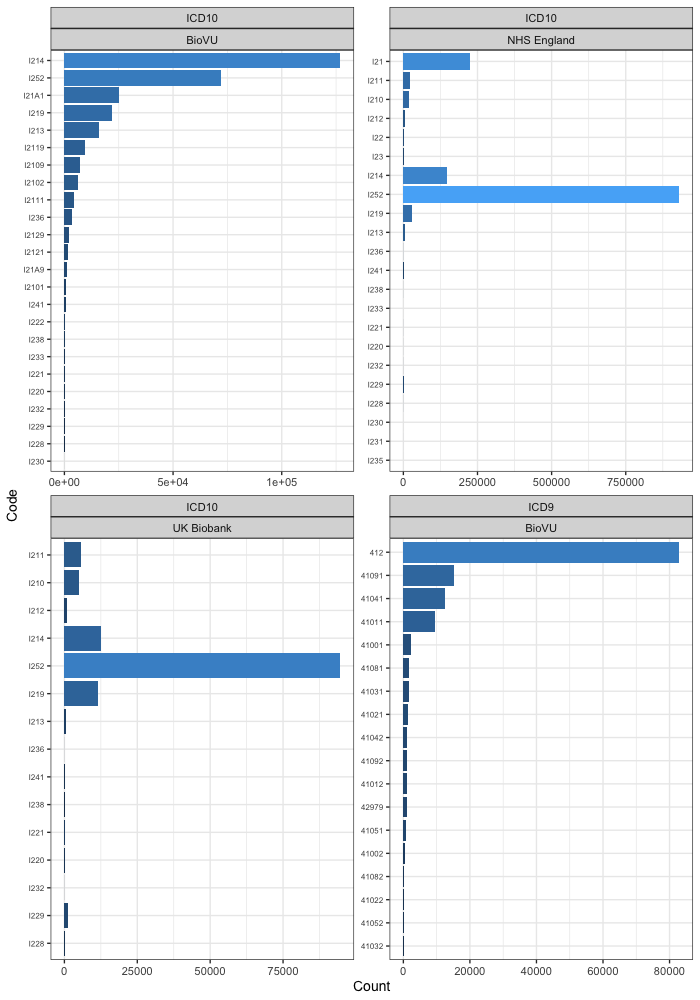 ICD10
BioVU
I214
I252
I21A1
I219
I213
I2119
I2109
I2102
I2111
I236
I2129
I2121
I21A9
I2101
I241
I222
I238
I233
I221
I220
I232
I229
I228
I230
0e+00 5e+04 1e+05
ICD10
NHS England
I21
I211
I210
I212
I22
I23
I214
I252
I219
I213
I236
I241
I238
I233
I221
I220
I232
I229
I228
I230
I231
I235
0 250000 500000 750000
Code
ICD10
UK Biobank
I211
I210
I212
I214
I252
I219
I213
I236
I241
I238
I221
I220
I232
I229
I228
0 25000 50000 75000
ICD9
BioVU
412
41091
41041
41011
41001
41081
41031
41021
41042
41092
41012
42979
41051
41002
41082
41022
41052
41032
0 20000 40000 60000 80000
Count